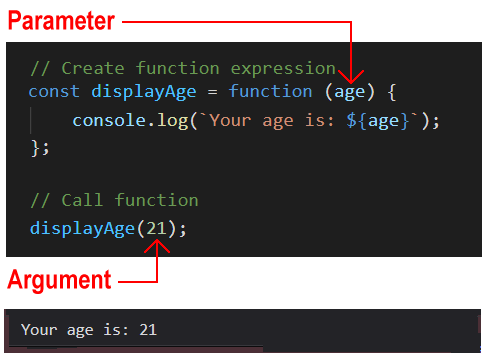 Parameter
// Create function expression
const displayAge = function (age) {
    console.log(`Your age is: ${age}`);
};
// Call function
displayAge(21);
Argument
Your age is: 21